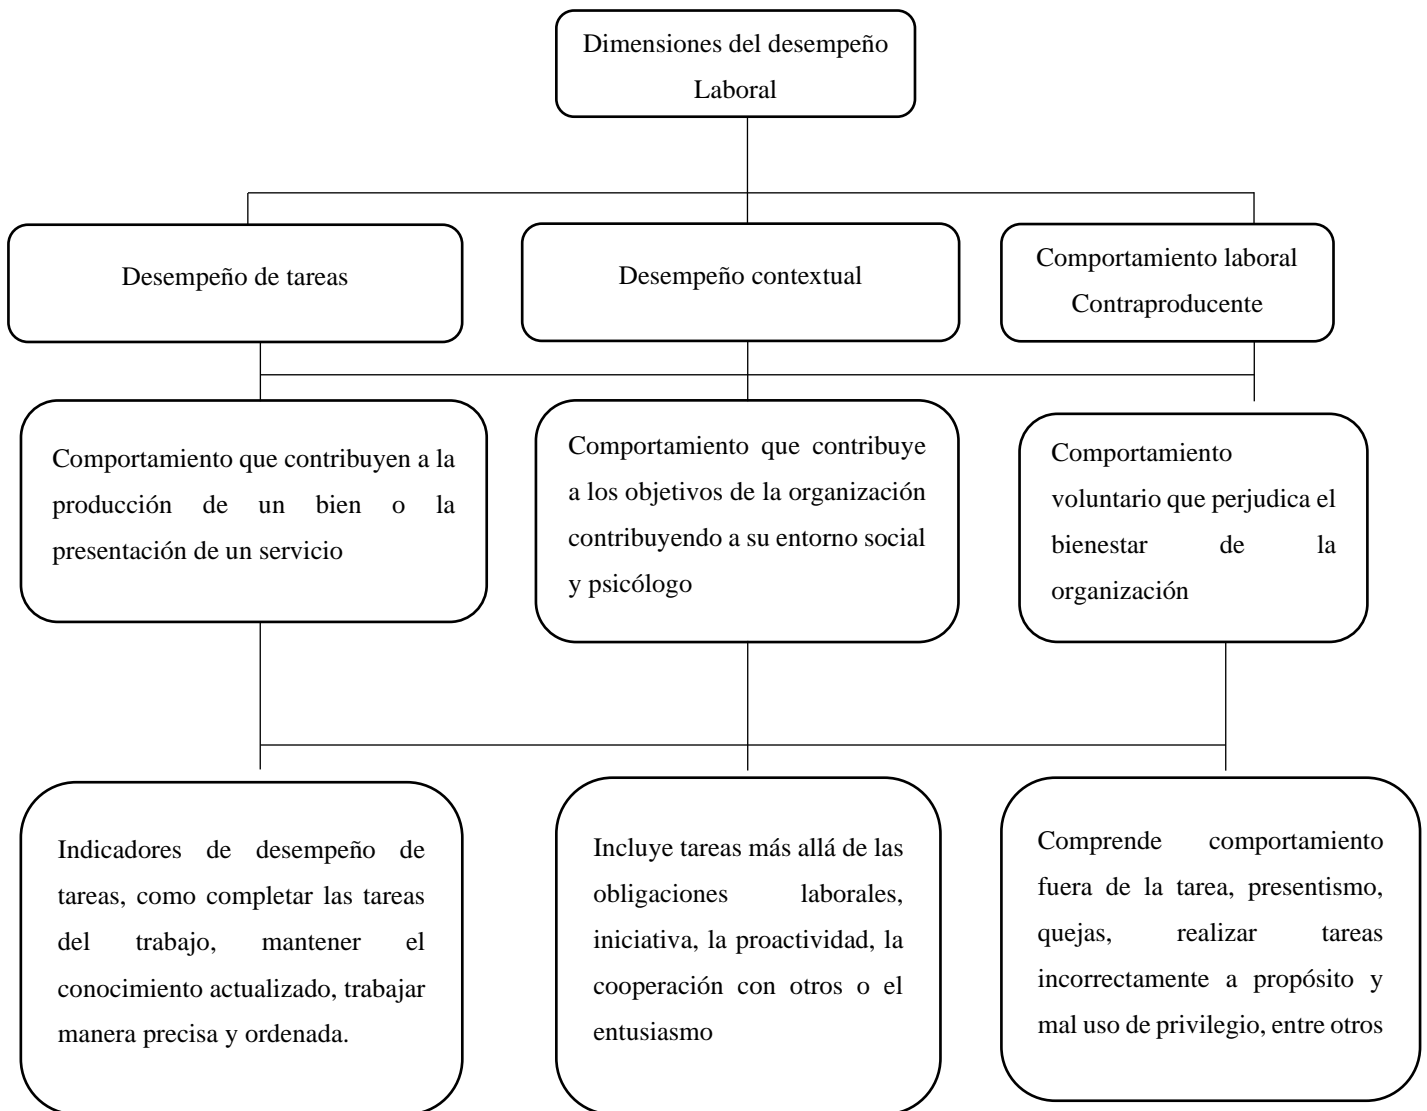 Dimensiones del desempeño
Laboral
Desempeño de tareas
Desempeño contextual
Comportamiento laboral
Contraproducente
Comportamiento que contribuyen a la
producción de un bien o la
presentación de un servicio
Comportamiento que contribuye
a los objetivos de la organización
contribuyendo a su entorno social
y psicólogo
Comportamiento
voluntario que perjudica el
bienestar de la
organización
Indicadores de desempeño de
tareas, como completar las tareas
del trabajo, mantener el
conocimiento actualizado, trabajar
manera precisa y ordenada.
Incluye tareas más allá de las
obligaciones laborales,
iniciativa, la proactividad, la
cooperación con otros o el
entusiasmo
Comprende comportamiento
fuera de la tarea, presentismo,
quejas, realizar tareas
incorrectamente a propósito y
mal uso de privilegio, entre otros